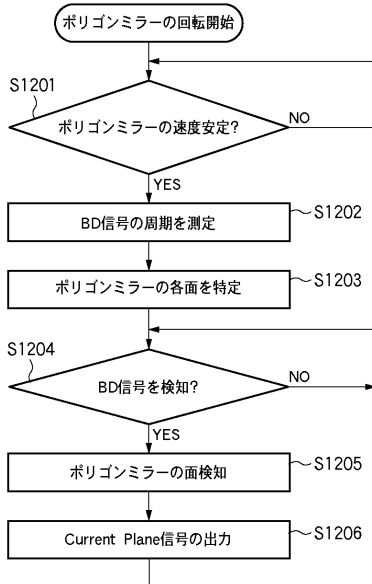 ポリゴンミラーの回転開始
S1201
ポリゴンミラーの速度安定?
NO
YES
BD信号の周期を測定
S1202
ポリゴンミラーの各面を特定
S1203
S1204
BD信号を検知?
NO
YES
ポリゴンミラーの面検知
S1205
Current Plane信号の出力
S1206